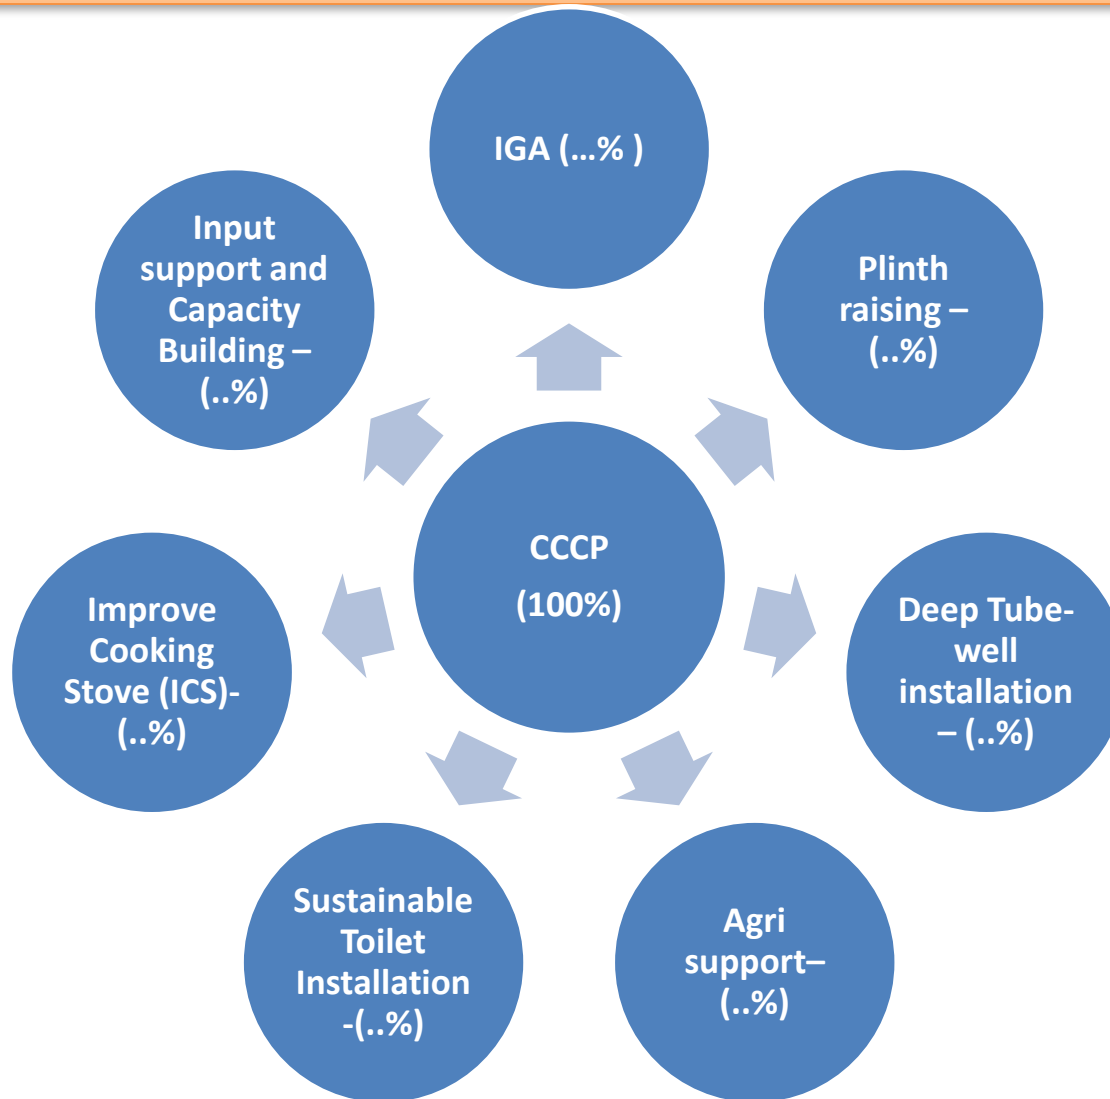 IGA (...% )
Input
support and
Capacity
Building –
(..%)
Plinth
raising –
(..%)
CCCP
(100%)
Improve
Cooking
Stove (ICS)-
(..%)
Deep Tube-
well
installation
– (..%)
Sustainable
Toilet
Installation
-(..%)
Agri
support–
(..%)